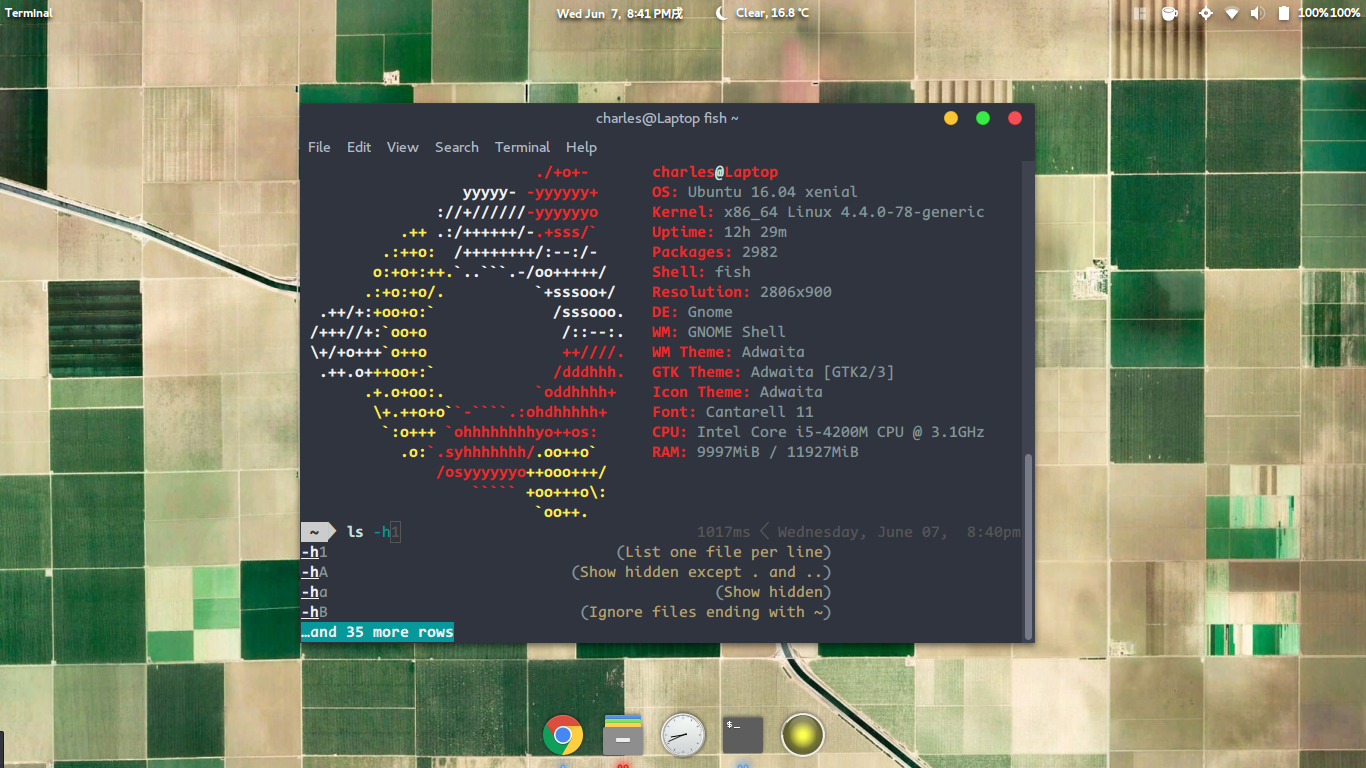 Terminal
Wed Jun 7, 8:41 PM戌
Clear, 16.8 ℃
100%100%
charles@Laptop fish ~
File Edit View Search Terminal Help
./+o+- charles@Laptop
yyyyy- -yyyyyy+ OS: Ubuntu 16.04 xenial
://+//////-yyyyyyo Kernel: x86_64 Linux 4.4.0-78-generic
.++ .:/++++++/-.+sss/` Uptime: 12h 29m
.:++o: /++++++++/:--:/- Packages: 2982
o:+o+:++.`..```.-/oo+++++/ Shell: fish
.:+o:+o/. `+sssoo+/ Resolution: 2806x900
.++/+:+oo+o:` /sssooo. DE: Gnome
/+++//+:`oo+o /::--:. WM: GNOME Shell
\+/+o+++`o++o ++////. WM Theme: Adwaita
.++.o+++oo+:` /dddhhh. GTK Theme: Adwaita [GTK2/3]
.+.o+oo:. `oddhhhh+ Icon Theme: Adwaita
\+.++o+o``-````.:ohdhhhhh+ Font: Cantarell 11
`:o+++ `ohhhhhhhhyo++os: CPU: Intel Core i5-4200M CPU @ 3.1GHz
.o:`.syhhhhhhh/.oo++o` RAM: 9997MiB / 11927MiB
/osyyyyyyo++ooo+++/
````` +oo+++o\:
`oo++.
~ ls -h1 1017ms Wednesday, June 07, 8:40pm
-h1 (List one file per line)
-hA (Show hidden except . and ..)
-ha (Show hidden)
-hB (Ignore files ending with ~)
…and 35 more rows
$_